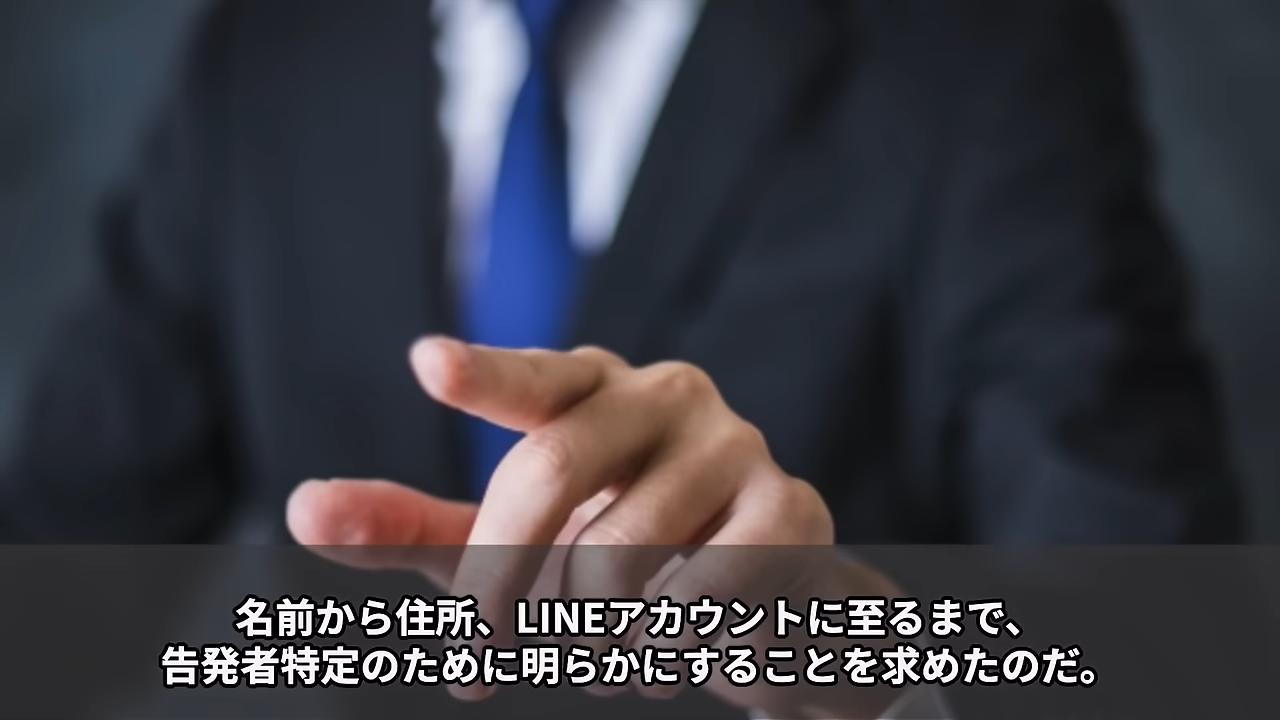 名前から住所、LINEアカウントに至るまで、
告発者特定のために明らかにすることを求めたのだ。